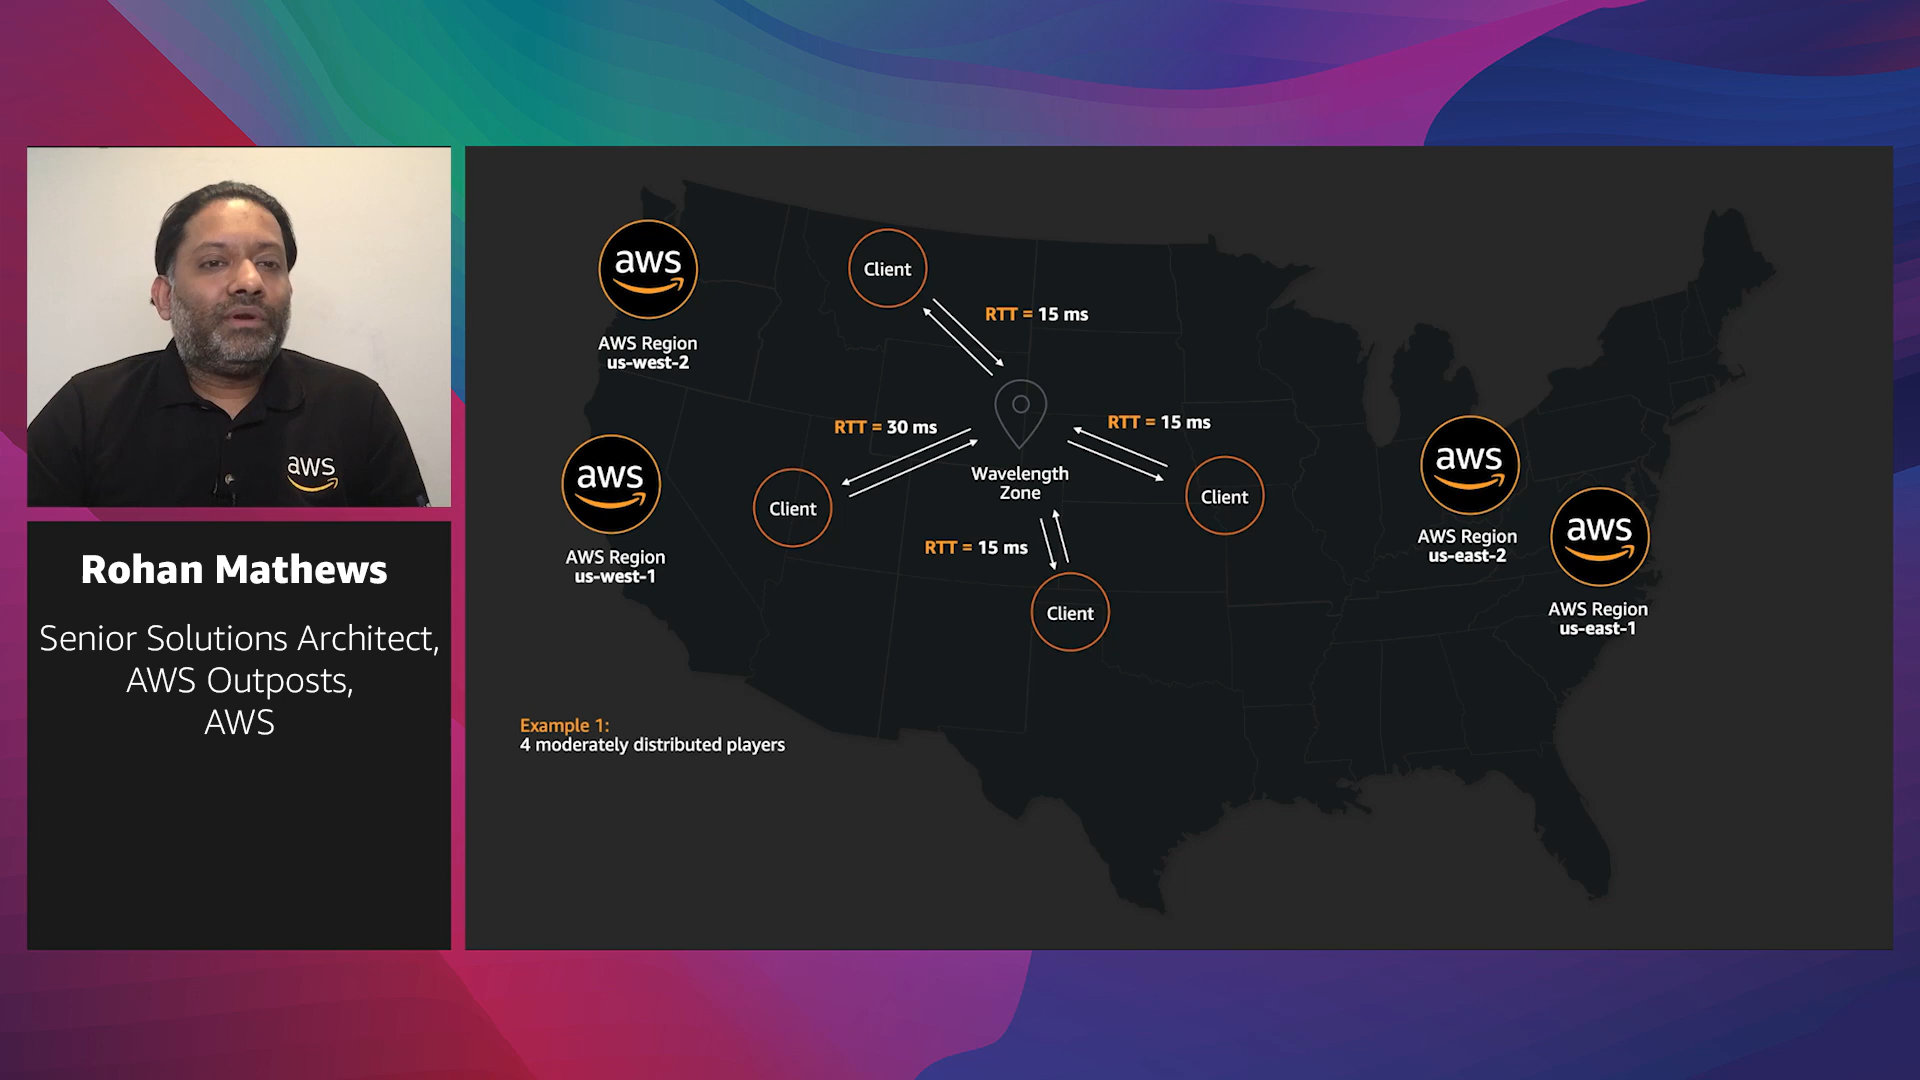 aws
Rohan Mathews
Senior Solutions Architect,
AWS Outposts,
AWS
aws
AWS Region
us-west-2
Client
RTT = 15 ms
RTT = 30 ms
RTT = 15 ms
aws
AWS Region
us-west-1
Client
Wavelength
Zone
Client
RTT = 15 ms
Client
aws
AWS Region
us-east-2
aws
AWS Region
us-east-1
Example 1:
4 moderately distributed players